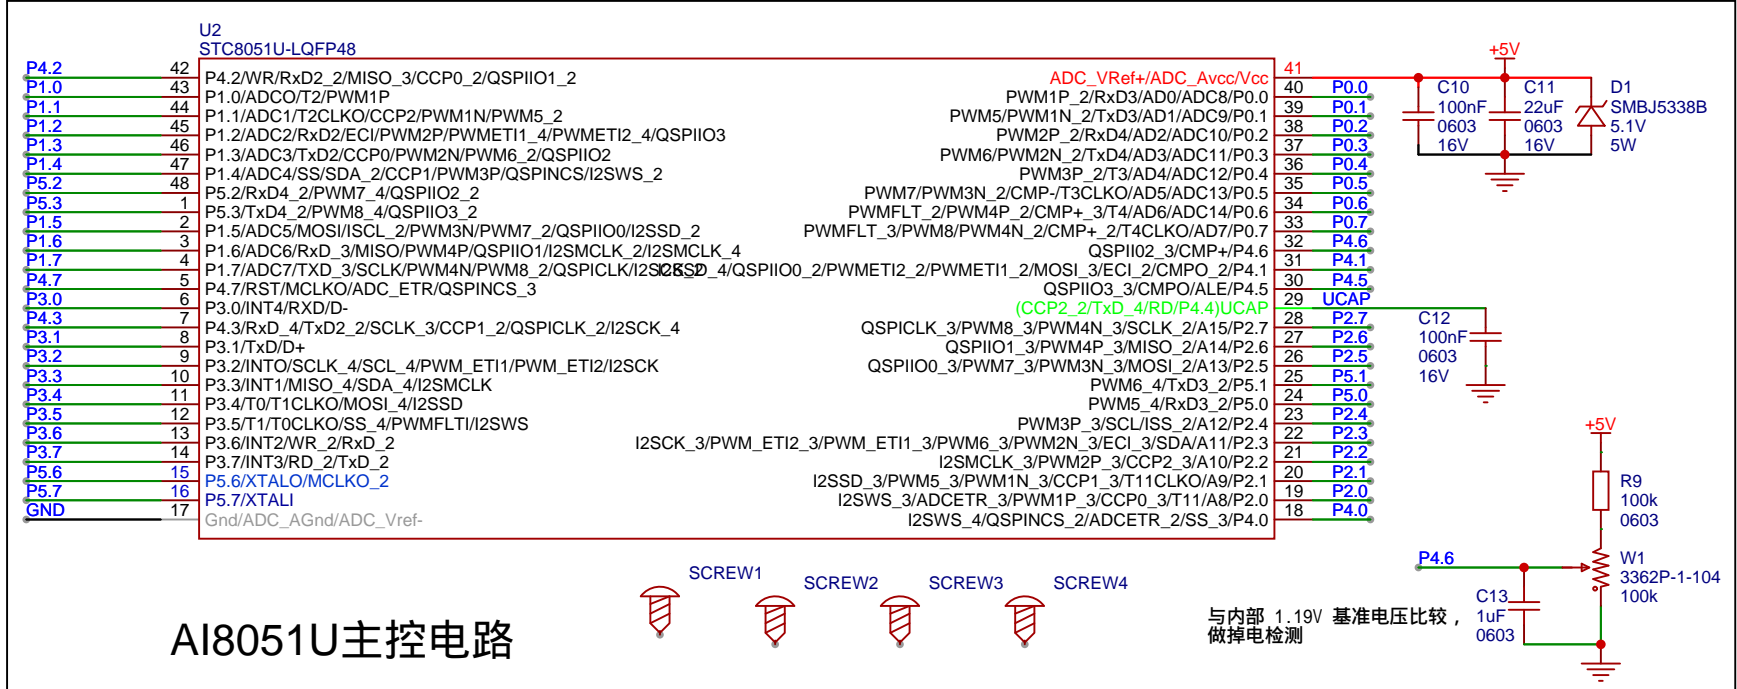 U2
STC8051U-LQFP48
P4.2 42 P4.2/WR/RxD2_2/MISO_3/CCP0_2/QSPIIO1_2
P1.0 43 P1.0/ADCO/T2/PWM1P
P1.1 44 P1.1/ADC1/T2CLKO/CCP2/PWM1N/PWM5_2
P1.2 45 P1.2/ADC2/RxD2/ECI/PWM2P/PWMETI1_4/PWMETI2_4/QSPIIO3
P1.3 46 P1.3/ADC3/TxD2/CCP0/PWM2N/PWM6_2/QSPIIO2
P1.4 47 P1.4/ADC4/SS/SDA_2/CCP1/PWM3P/QSPINCS/I2SWS_2
P5.2 48 P5.2/RxD4_2/PWM7_4/QSPIIO2_2
P5.3 1 P5.3/TxD4_2/PWM8_4/QSPIIO3_2
P1.5 2 P1.5/ADC5/MOSI/ISCL_2/PWM3N/PWM7_2/QSPIIO0/I2SSD_2
P1.6 3 P1.6/ADC6/RxD_3/MISO/PWM4P/QSPIIO1/I2SMCLK_2/I2SMCLK_4
P1.7 4 P1.7/ADC7/TXD_3/SCLK/PWM4N/PWM8_2/QSPICLK/I2SCK_2
P4.7 5 P4.7/RST/MCLKO/ADC_ETR/QSPINCS_3
P3.0 6 P3.0/INT4/RXD/D-
P4.3 7 P4.3/RxD_4/TxD2_2/SCLK_3/CCP1_2/QSPICLK_2/I2SCK_4
P3.1 8 P3.1/TxD/D+
P3.2 9 P3.2/INTO/SCLK_4/SCL_4/PWM_ETI1/PWM_ETI2/I2SCK
P3.3 10 P3.3/INT1/MISO_4/SDA_4/I2SMCLK
P3.4 11 P3.4/T0/T1CLKO/MOSI_4/I2SSD
P3.5 12 P3.5/T1/T0CLKO/SS_4/PWMFLTI/I2SWS
P3.6 13 P3.6/INT2/WR_2/RxD_2
P3.7 14 P3.7/INT3/RD_2/TxD_2
P5.6 15 P5.6/XTALO/MCLKO_2
P5.7 16 P5.7/XTALI
GND 17 Gnd/ADC_AGnd/ADC_Vref-
ADC_VRef+/ADC_Avcc/Vcc 41
PWM1P_2/RxD3/AD0/ADC8/P0.0 40 P0.0
PWM5/PWM1N_2/TxD3/AD1/ADC9/P0.1 39 P0.1
PWM2P_2/RxD4/AD2/ADC10/P0.2 38 P0.2
PWM6/PWM2N_2/TxD4/AD3/ADC11/P0.3 37 P0.3
PWM3P_2/T3/AD4/ADC12/P0.4 36 P0.4
PWM7/PWM3N_2/CMP-/T3CLKO/AD5/ADC13/P0.5 35 P0.5
PWMFLT_2/PWM4P_2/CMP+_3/T4/AD6/ADC14/P0.6 34 P0.6
PWMFLT_3/PWM8/PWM4N_2/CMP+_2/T4CLKO/AD7/P0.7 33 P0.7
QSPII02_3/CMP+/P4.6 32 P4.6
I2SSD_4/QSPIIO0_2/PWMETI2_2/PWMETI1_2/MOSI_3/ECI_2/CMPO_2/P4.1 31 P4.1
QSPIIO3_3/CMPO/ALE/P4.5 30 P4.5
(CCP2_2/TxD_4/RD/P4.4)UCAP 29 UCAP
QSPICLK_3/PWM8_3/PWM4N_3/SCLK_2/A15/P2.7 28 P2.7
QSPIIO1_3/PWM4P_3/MISO_2/A14/P2.6 27 P2.6
QSPIIO0_3/PWM7_3/PWM3N_3/MOSI_2/A13/P2.5 26 P2.5
PWM6_4/TxD3_2/P5.1 25 P5.1
PWM5_4/RxD3_2/P5.0 24 P5.0
PWM3P_3/SCL/ISS_2/A12/P2.4 23 P2.4
I2SCK_3/PWM_ETI2_3/PWM_ETI1_3/PWM6_3/PWM2N_3/ECI_3/SDA/A11/P2.3 22 P2.3
I2SMCLK_3/PWM2P_3/CCP2_3/A10/P2.2 21 P2.2
I2SSD_3/PWM5_3/PWM1N_3/CCP1_3/T11CLKO/A9/P2.1 20 P2.1
I2SWS_3/ADCETR_3/PWM1P_3/CCP0_3/T11/A8/P2.0 19 P2.0
I2SWS_4/QSPINCS_2/ADCETR_2/SS_3/P4.0 18 P4.0
+5V
C10
100nF
0603
16V
C11
22uF
0603
16V
D1
SMBJ5338B
5.1V
5W
C12
100nF
0603
16V
+5V
R9
100k
0603
P4.6
W1
3362P-1-104
100k
C13
1uF
0603
与内部 1.19V 基准电压比较，
做掉电检测
SCREW1
SCREW2
SCREW3
SCREW4
AI8051U主控电路